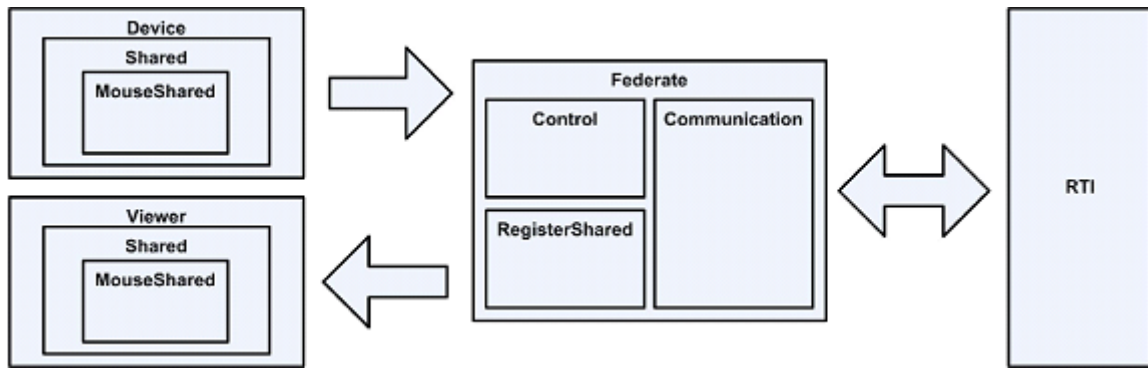 Device
Shared
MouseShared
Viewer
Shared
MouseShared
Federate
Control
Communication
RegisterShared
RTI